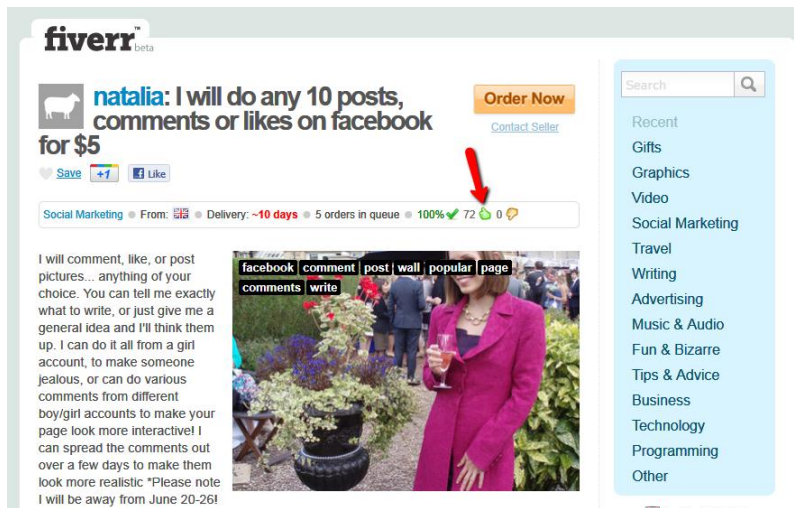 fiverr™
beta
natalia: I will do any 10 posts,
comments or likes on facebook
for $5
Order Now
Contact Seller
Save +1 Like
Social Marketing From: Delivery: ~10 days 5 orders in queue 100% 72 0
I will comment, like, or post
pictures... anything of your
choice. You can tell me exactly
what to write, or just give me a
general idea and I'll think them
up. I can do it all from a girl
account, to make someone
jealous, or can do various
comments from different
boy/girl accounts to make your
page look more interactive! I
can spread the comments out
over a few days to make them
look more realistic *Please note
I will be away from June 20-26!
facebook comment post wall popular page
comments write
Search
Recent
Gifts
Graphics
Video
Social Marketing
Travel
Writing
Advertising
Music & Audio
Fun & Bizarre
Tips & Advice
Business
Technology
Programming
Other